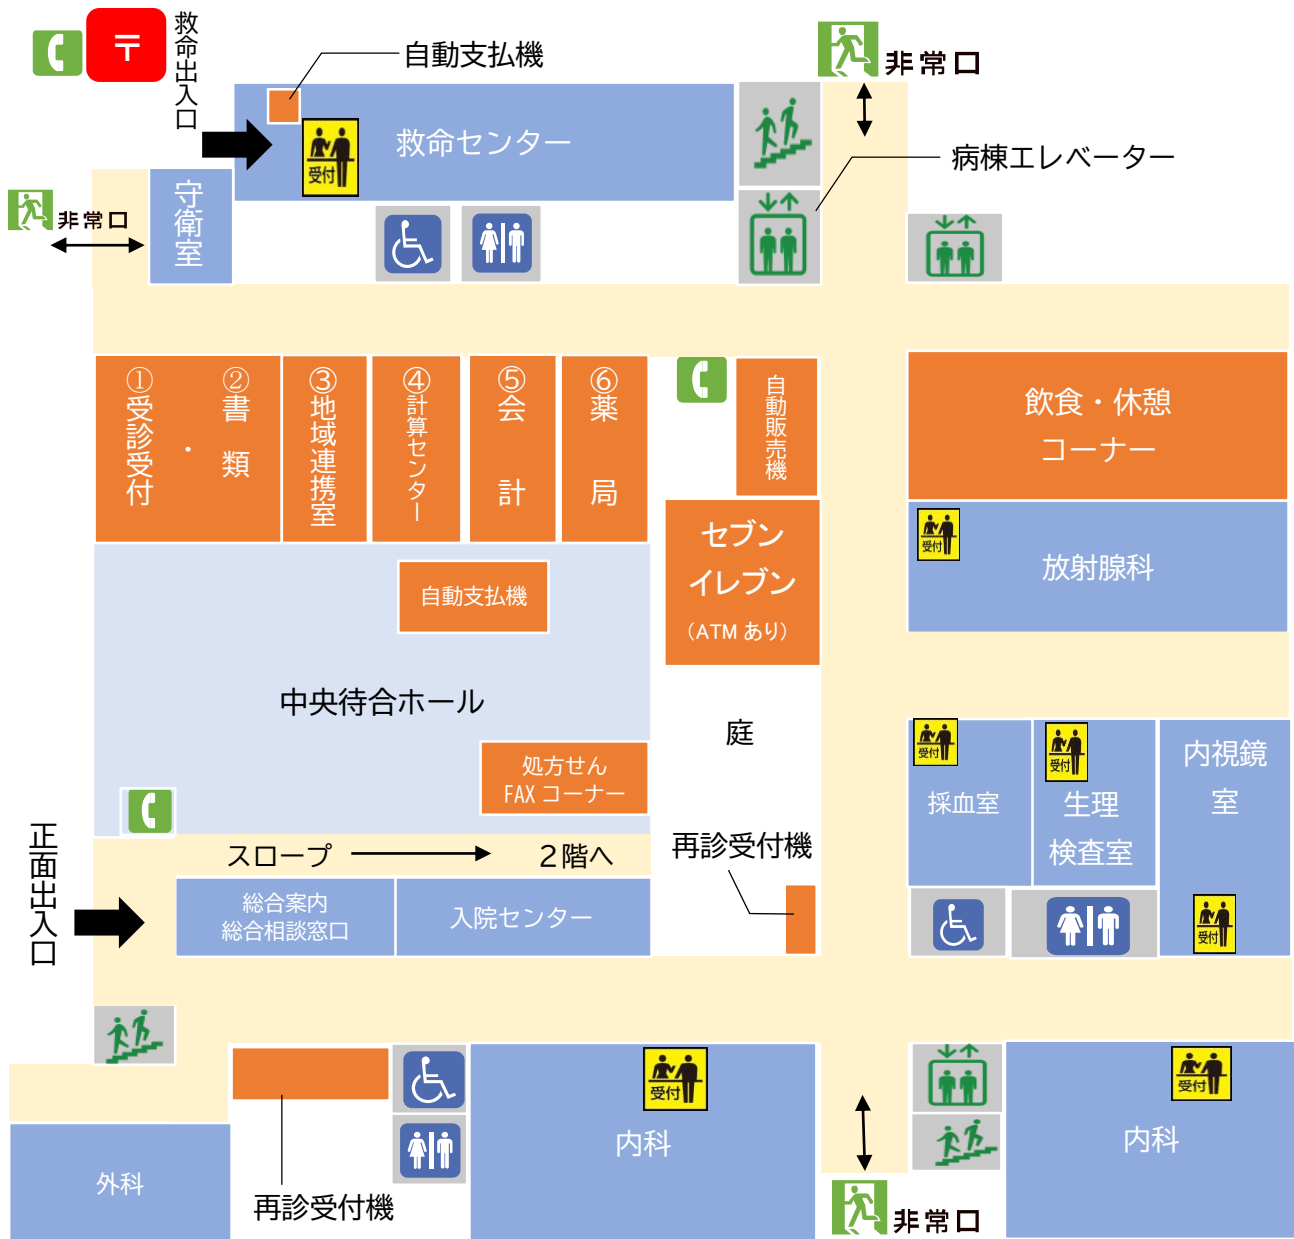 〒
救命出入口
自動支払機
非常口
受付
救命センター
病棟エレベーター
非常口
守衛室
①受診受付
・
②書類
③地域連携室
④計算センター
⑤会計
⑥薬局
自動販売機
飲食・休憩
コーナー
セブン
イレブン
（ATM あり）
受付
放射腺科
自動支払機
中央待合ホール
庭
処方せん
FAX コーナー
受付
採血室
受付
生理
検査室
内視鏡
室
受付
正面出入口
スロープ
２階へ
再診受付機
総合案内
総合相談窓口
入院センター
受付
内科
受付
内科
外科
再診受付機
非常口